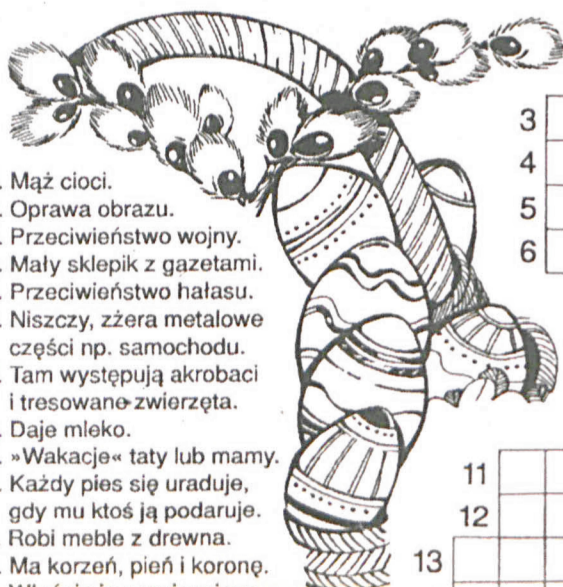 . Mąż cioci.
. Oprawa obrazu.
. Przeciwieństwo wojny.
. Mały sklepik z gazetami.
. Przeciwieństwo hałasu.
. Niszczy, zżera metalowe
części np. samochodu.
. Tam występują akrobaci
i tresowane zwierzęta.
. Daje mleko.
. »Wakacje« taty lub mamy.
. Każdy pies się uraduje,
gdy mu ktoś ją podaruje.
. Robi meble z drewna.
. Ma korzeń, pień i koronę.
3
4
5
6
11
12
13